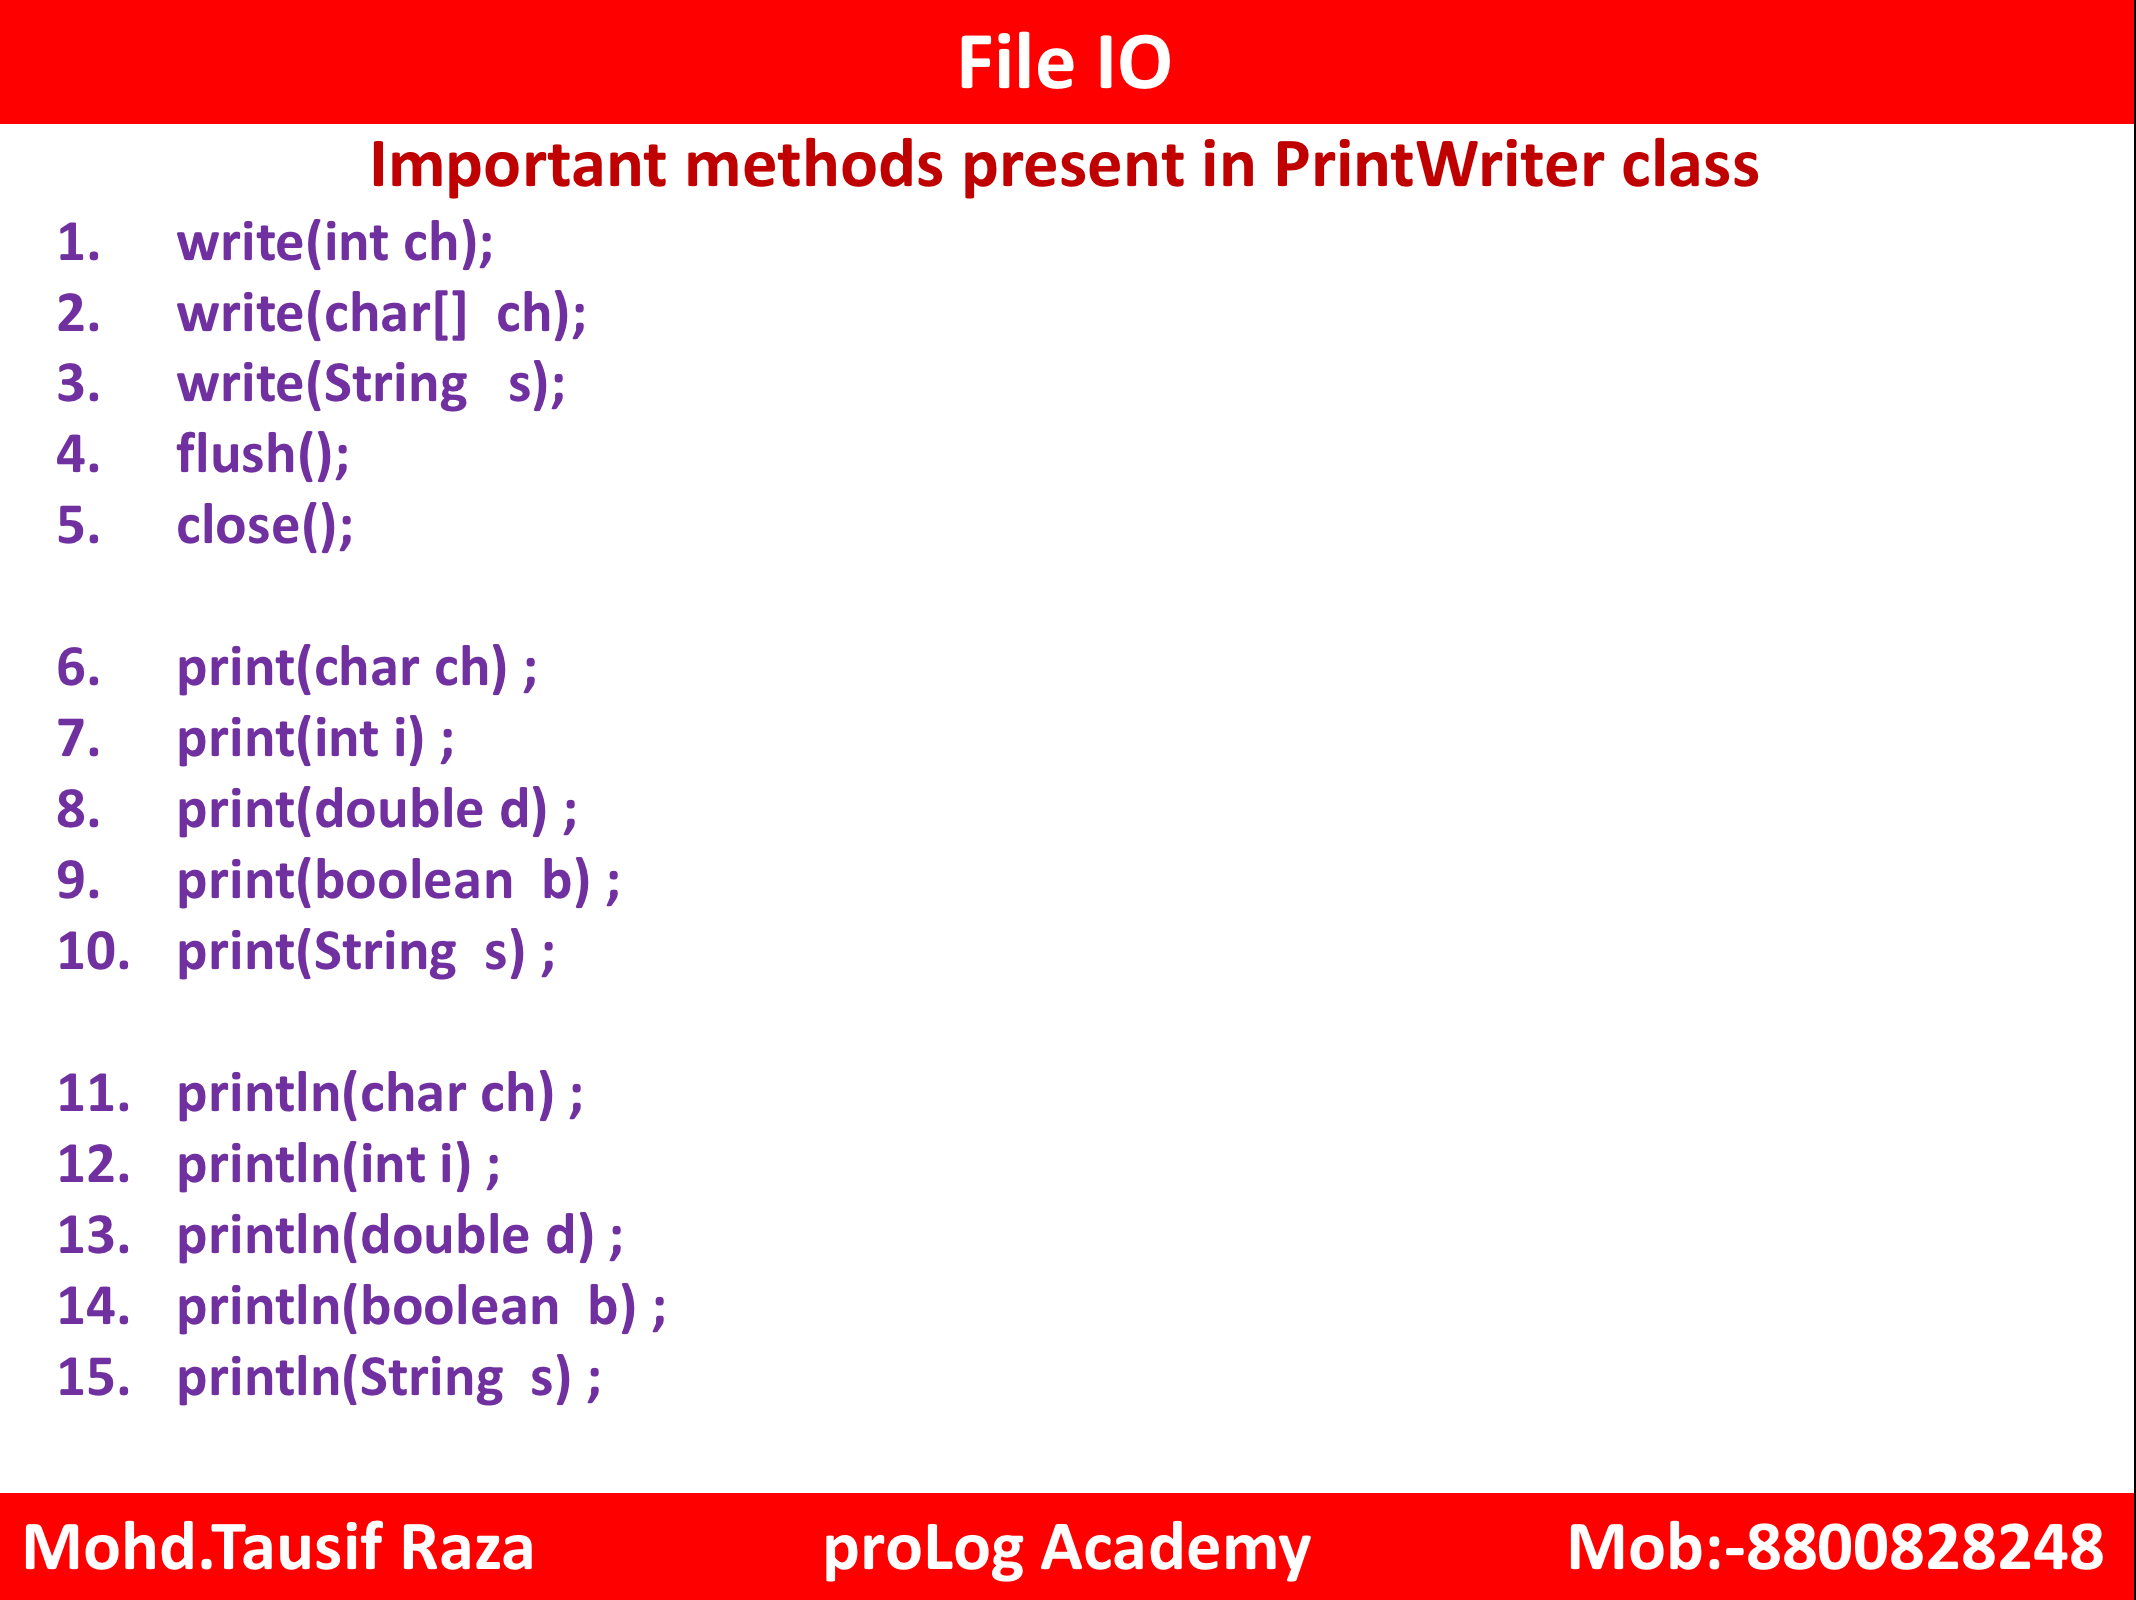 File IO
Important methods present in PrintWriter class
1. write(int ch);
2. write(char[]  ch);
3. write(String   s);
4. flush();
5. close();
6. print(char ch) ;
7. print(int i) ;
8. print(double d) ;
9. print(boolean  b) ;
10. print(String  s) ;
11. println(char ch) ;
12. println(int i) ;
13. println(double d) ;
14. println(boolean  b) ;
15. println(String  s) ;
Mohd.Tausif Raza proLog Academy Mob:-8800828248